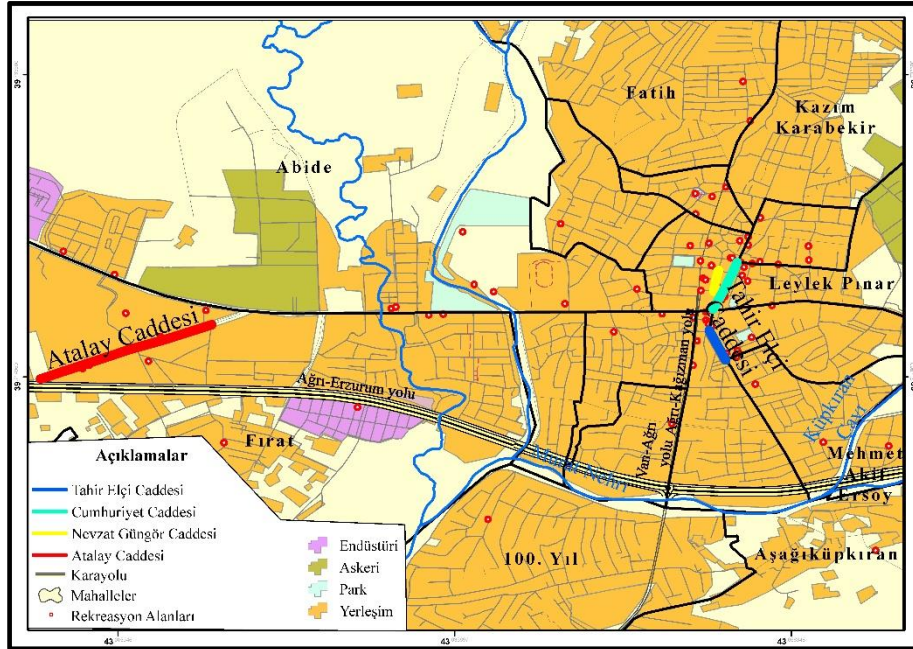 Fatih
Kazım
Karabekir
Abide
Leylek Pınar
Tahir Elçi
Caddesi
Atalay Caddesi
Ağrı-Erzurum yolu
Van-Ağrı
yolu Ağrı-Kağızman yolu
Küpkıran
Çayı
Murat Nehri
Fırat
Mehmet
Akif
Ersoy
100. Yıl
Aşağıküpkıran
Açıklamalar
Tahir Elçi Caddesi
Cumhuriyet Caddesi
Nevzat Güngör Caddesi
Atalay Caddesi
Karayolu
Mahalleler
Rekreasyon Alanları
Endüstüri
Askeri
Park
Yerleşim
39
39
43
43
43